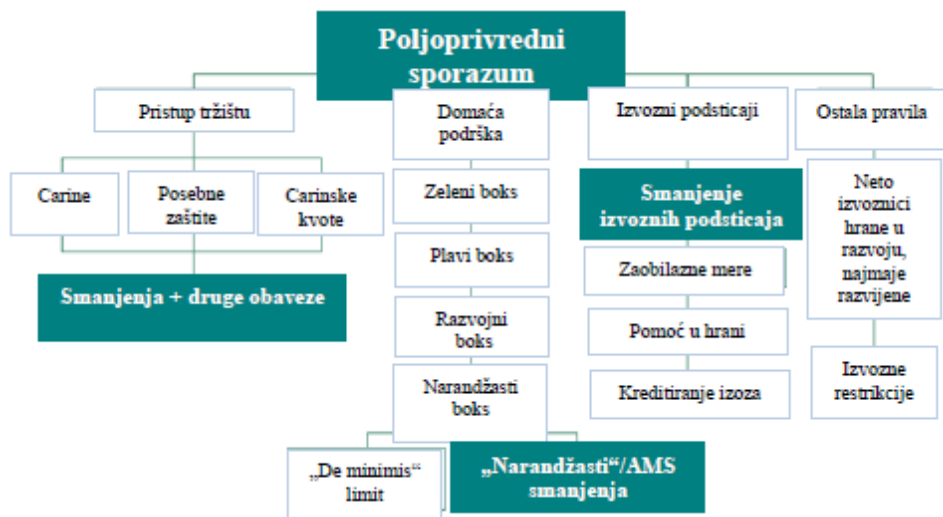 Poljoprivredni
sporazum
Pristup tržištu
Domaća
podrška
Izvozni podsticaji
Ostala pravila
Carine
Posebne
zaštite
Carinske
kvote
Zeleni boks
Smanjenje
izvoznih podsticaja
Neto
izvoznici
hrane u
razvoju,
najmaje
razvijene
Smanjenja + druge obaveze
Plavi boks
Zaobilazne mere
Razvojni
boks
Pomoć u hrani
Narandžasti
boks
Kreditiranje izoza
Izvozne
restrikcije
„De minimis“
limit
„Narandžasti“/AMS
smanjenja